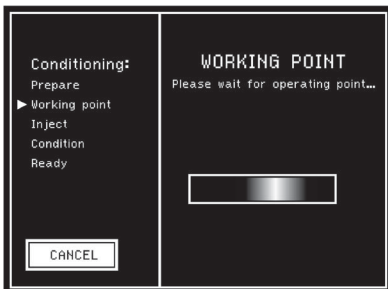 Conditioning:
Prepare
Working point
Inject
Condition
Ready
CANCEL
WORKING POINT
Please wait for operating point...